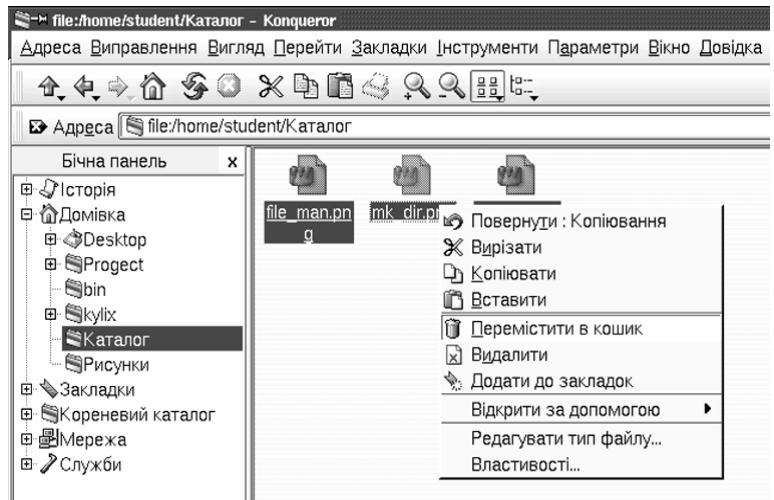 file:/home/student/Каталог - Konqueror
Адреса Виправлення Вигляд Перейти Закладки Інструменти Параметри Вікно Довідка
Адреса file:/home/student/Каталог
Бічна панель x
Історія
Домівка
Desktop
Progect
bin
kylix
Каталог
Рисунки
Закладки
Кореневий каталог
Мережа
Служби
file_man.pn
g
mk_dir.p
Повернути : Копіювання
Вирізати
Копіювати
Вставити
Перемістити в кошик
Видалити
Додати до закладок
Відкрити за допомогою
Редагувати тип файлу...
Властивості...